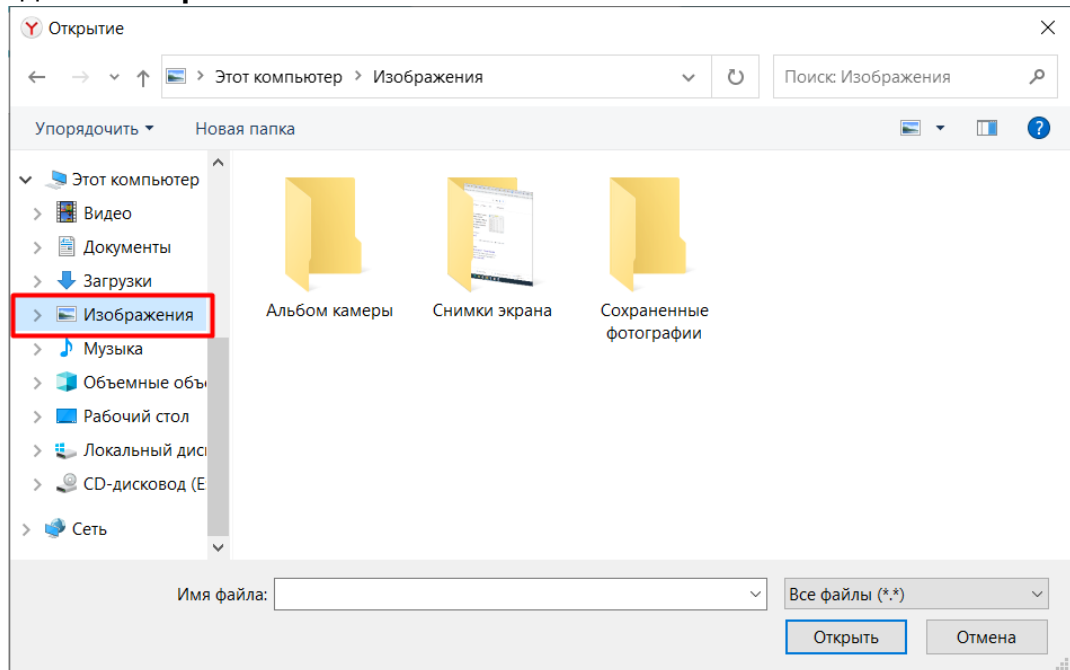 Открытие
Этот компьютер > Изображения
Поиск: Изображения
Упорядочить
Новая папка
Этот компьютер
Видео
Документы
Загрузки
Изображения
Музыка
Объемные объ
Рабочий стол
Локальный дис
CD-дисковод (E
Сеть
Альбом камеры
Снимки экрана
Сохраненные
фотографии
Имя файла:
Все файлы (*.*)
Открыть
Отмена